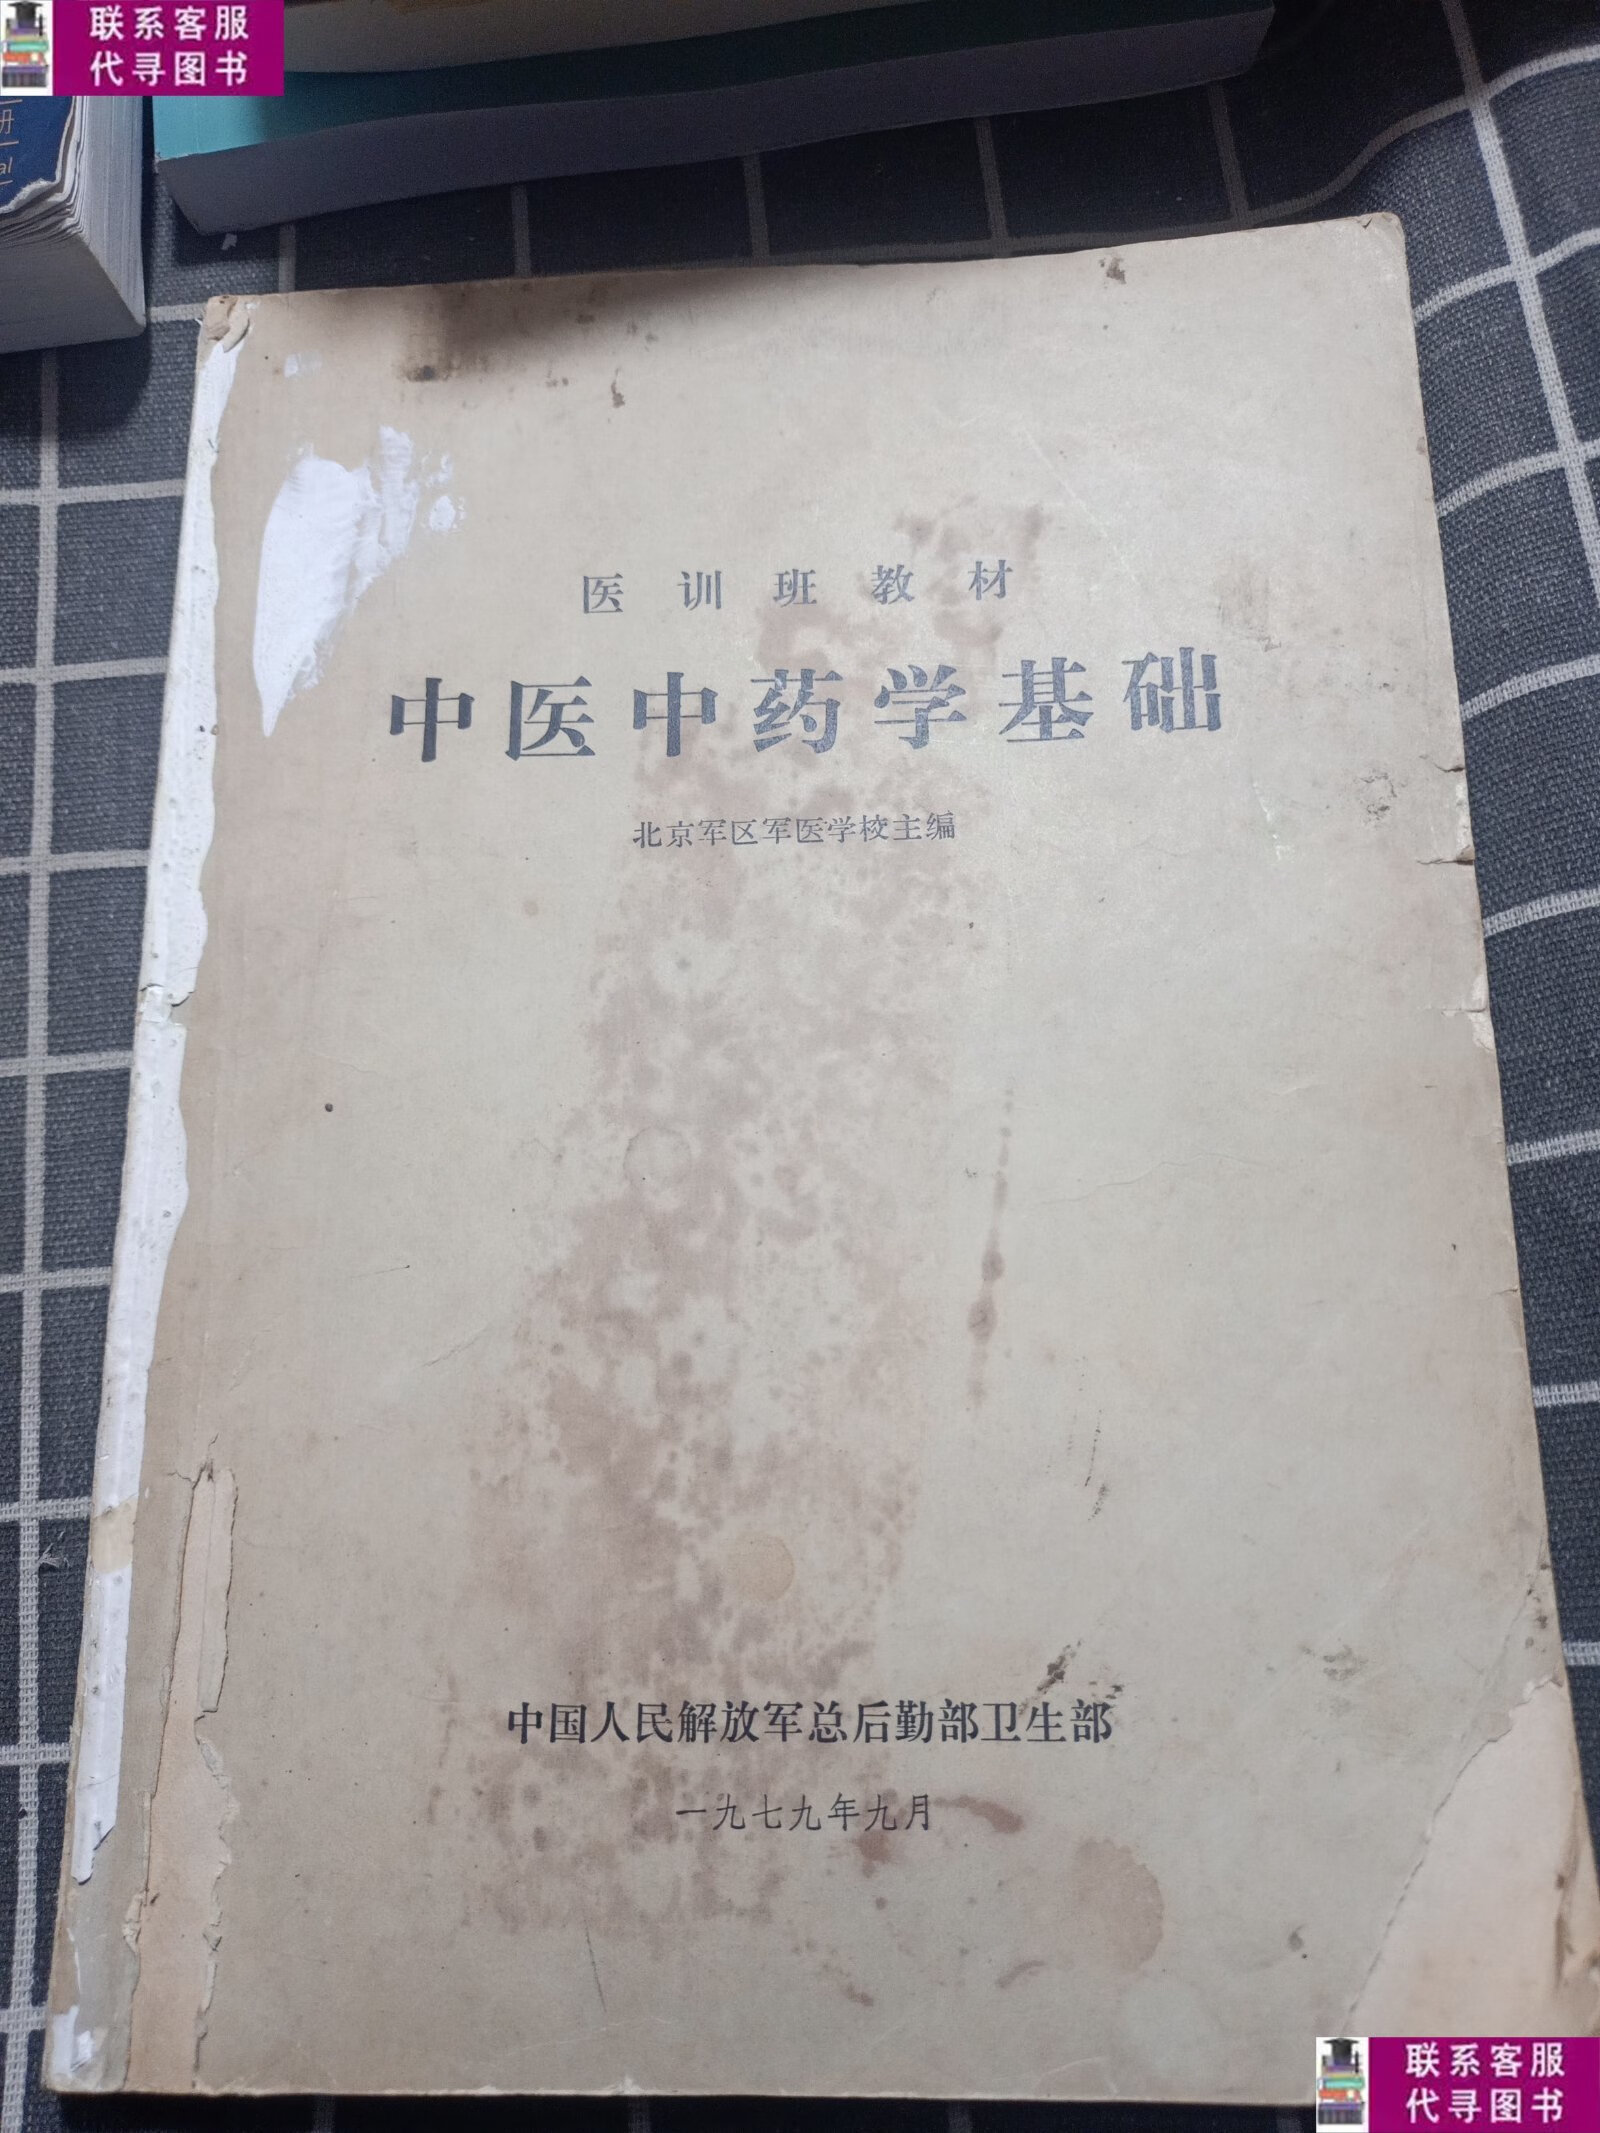 联系客服
代寻图书
册
al
医训班教材
中医中药学基础
北京军区军医学校主编
中国人民解放军总后勤部卫生部
一九七九年九月
联系客服
代寻图书